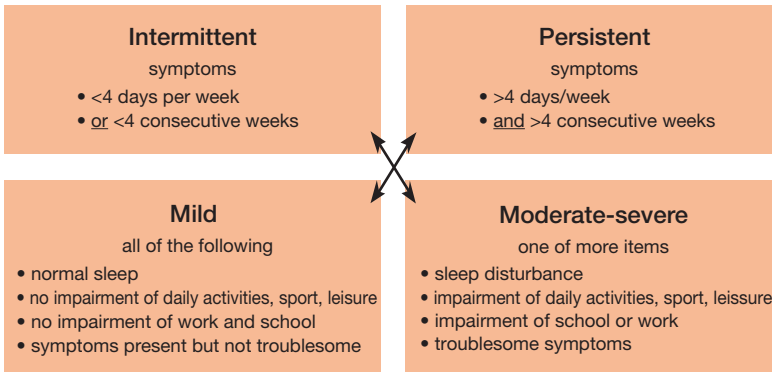 Intermittent
symptoms
• <4 days per week
• or <4 consecutive weeks
Persistent
symptoms
• >4 days/week
• and >4 consecutive weeks
Mild
all of the following
• normal sleep
• no impairment of daily activities, sport, leisure
• no impairment of work and school
• symptoms present but not troublesome
Moderate-severe
one of more items
• sleep disturbance
• impairment of daily activities, sport, leissure
• impairment of school or work
• troublesome symptoms